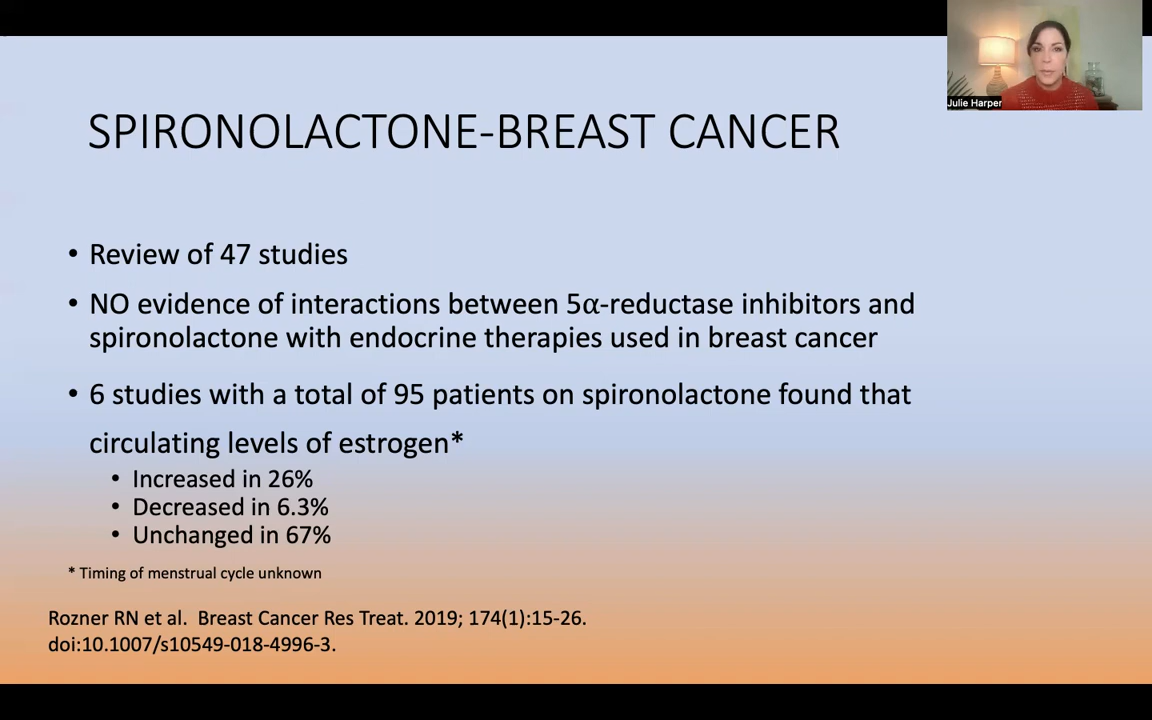 Julie Harper
SPIRONOLACTONE-BREAST CANCER
• Review of 47 studies
• NO evidence of interactions between 5α-reductase inhibitors and
spironolactone with endocrine therapies used in breast cancer
• 6 studies with a total of 95 patients on spironolactone found that
circulating levels of estrogen*
• Increased in 26%
• Decreased in 6.3%
• Unchanged in 67%
* Timing of menstrual cycle unknown
Rozner RN et al. Breast Cancer Res Treat. 2019; 174(1):15-26.
doi:10.1007/s10549-018-4996-3.